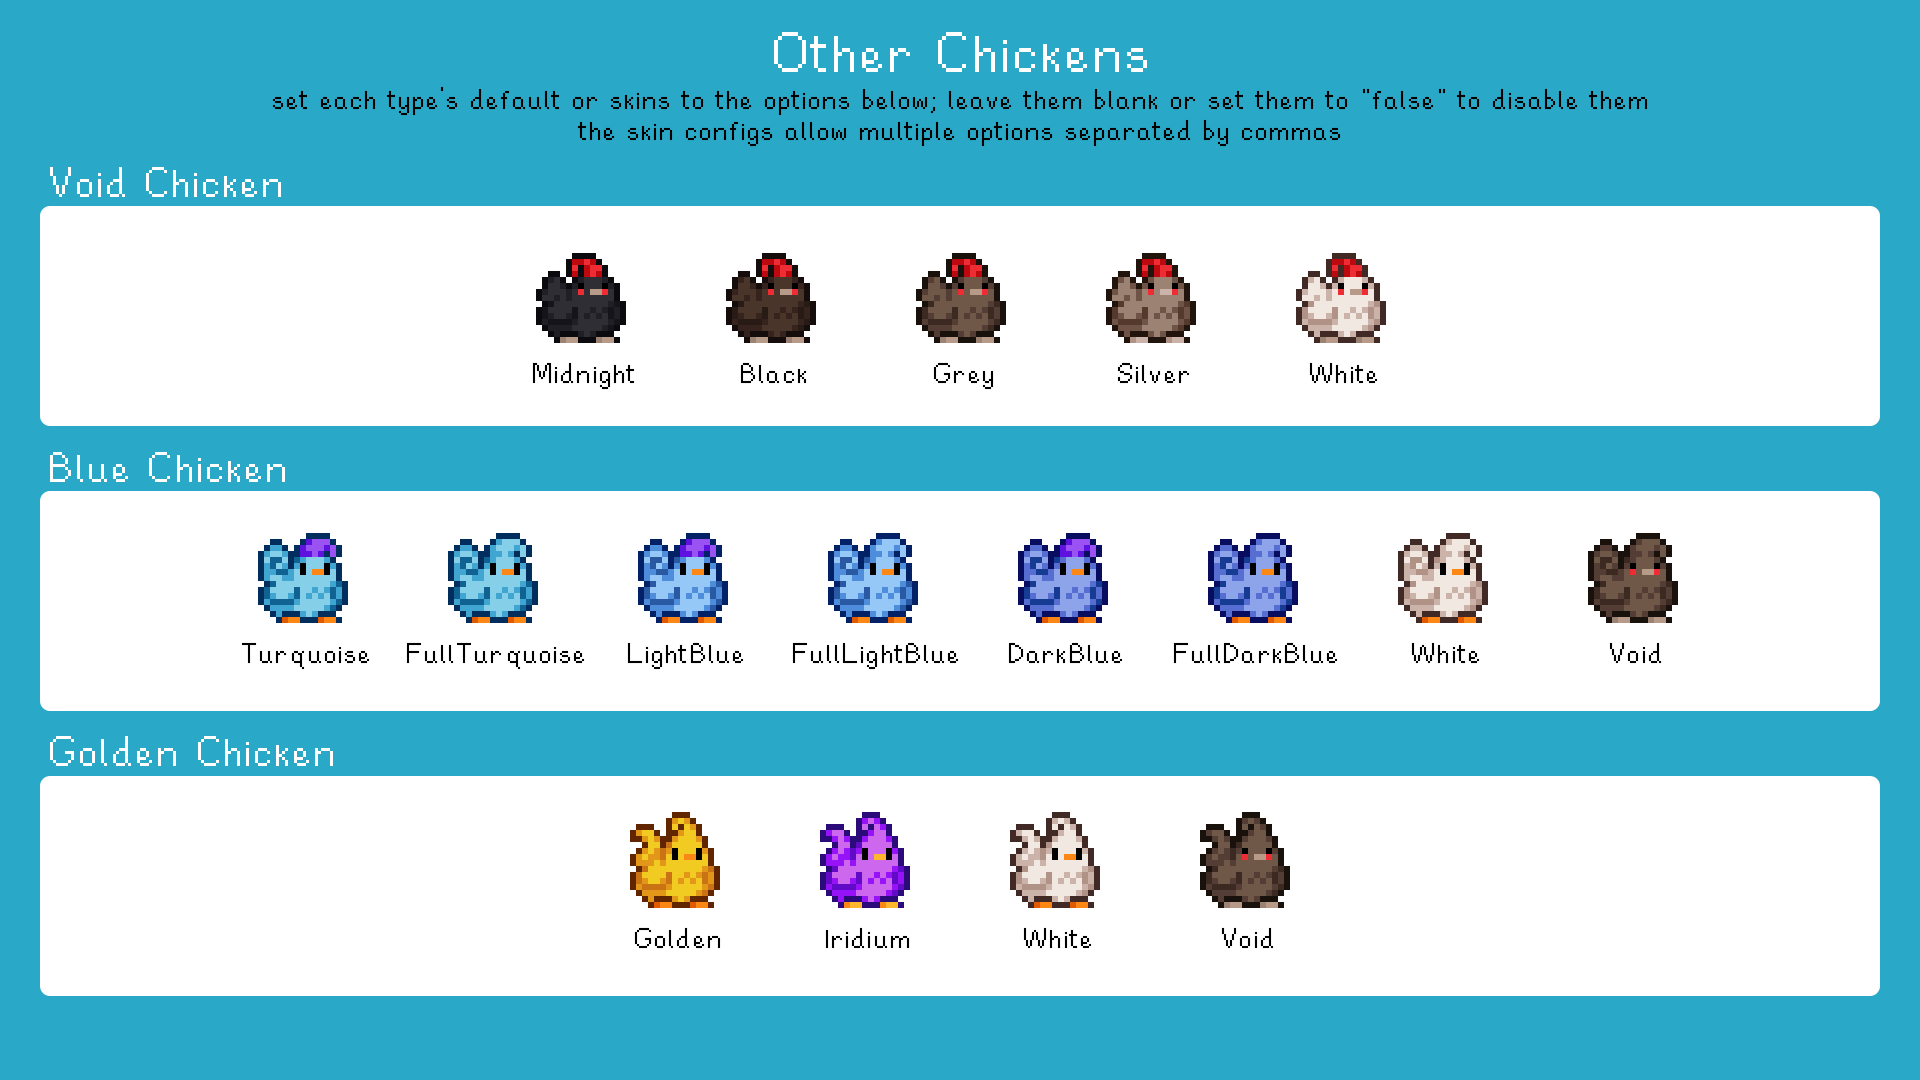 Other Chickens
set each type's default or skins to the options below; leave them blank or set them to "false" to disable them
the skin configs allow multiple options separated by commas
Void Chicken
Midnight Black Grey Silver White
Blue Chicken
Turquoise FullTurquoise LightBlue FullLightBlue DarkBlue FullDarkBlue White Void
Golden Chicken
Golden Iridium White Void